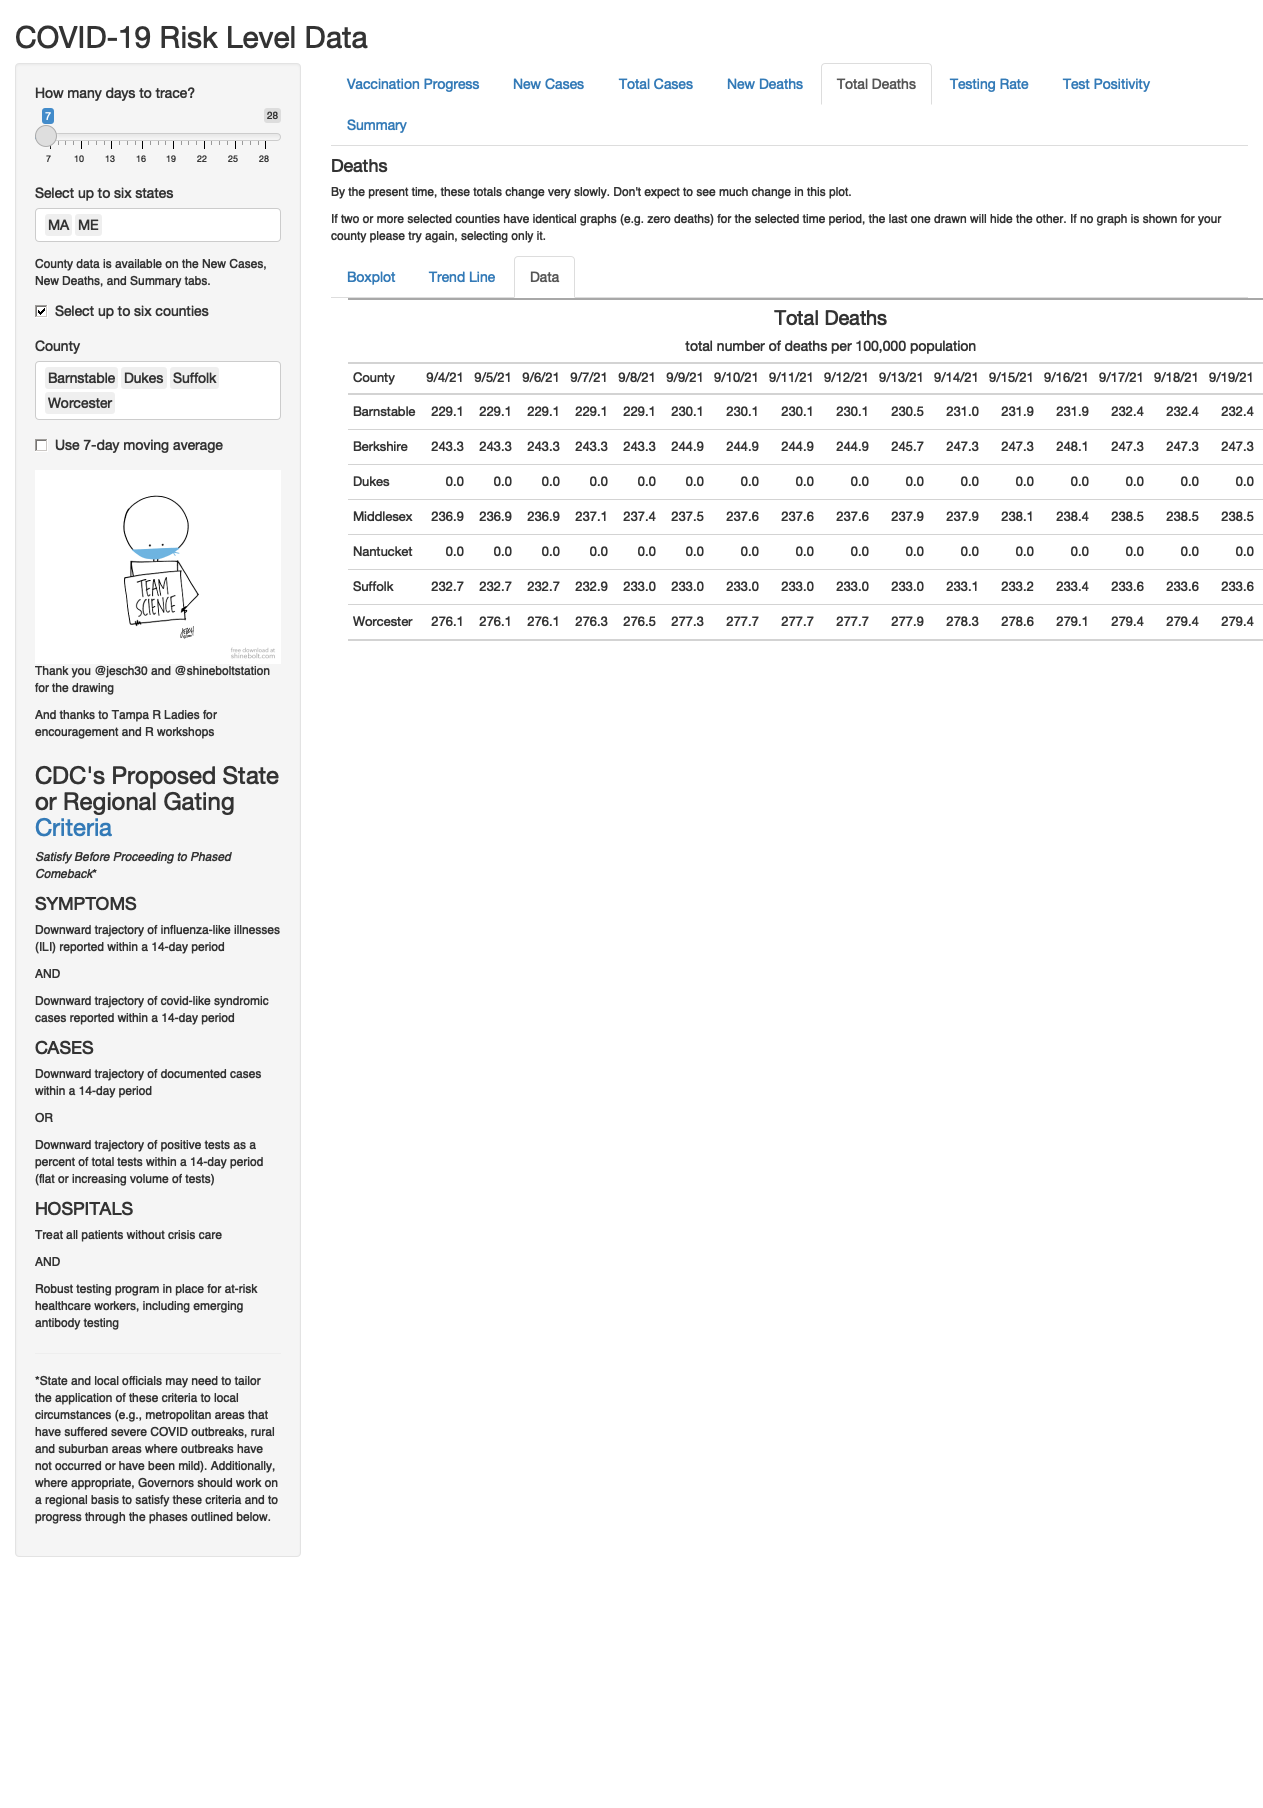 COVID-19 Risk Level Data
How many days to trace?
7 28
7 10 13 16 19 22 25 28
Select up to six states
MA ME
County data is available on the New Cases,
New Deaths, and Summary tabs.
Select up to six counties
County
Barnstable Dukes Suffolk
Worcester
Use 7-day moving average
TEAM
SCIENCE
free download at
shinebolt.com
Thank you @jesch30 and @shineboltstation
for the drawing
And thanks to Tampa R Ladies for
encouragement and R workshops
CDC's Proposed State
or Regional Gating
Criteria
Satisfy Before Proceeding to Phased
Comeback*
SYMPTOMS
Downward trajectory of influenza-like illnesses
(ILI) reported within a 14-day period
AND
Downward trajectory of covid-like syndromic
cases reported within a 14-day period
CASES
Downward trajectory of documented cases
within a 14-day period
OR
Downward trajectory of positive tests as a
percent of total tests within a 14-day period
(flat or increasing volume of tests)
HOSPITALS
Treat all patients without crisis care
AND
Robust testing program in place for at-risk
healthcare workers, including emerging
antibody testing
*State and local officials may need to tailor
the application of these criteria to local
circumstances (e.g., metropolitan areas that
have suffered severe COVID outbreaks, rural
and suburban areas where outbreaks have
not occurred or have been mild). Additionally,
where appropriate, Governors should work on
a regional basis to satisfy these criteria and to
progress through the phases outlined below.
Vaccination Progress New Cases Total Cases New Deaths Total Deaths Testing Rate Test Positivity
Summary
Deaths
By the present time, these totals change very slowly. Don't expect to see much change in this plot.
If two or more selected counties have identical graphs (e.g. zero deaths) for the selected time period, the last one drawn will hide the other. If no graph is shown for your
county please try again, selecting only it.
Boxplot Trend Line Data
Total Deaths
total number of deaths per 100,000 population
County 9/4/21 9/5/21 9/6/21 9/7/21 9/8/21 9/9/21 9/10/21 9/11/21 9/12/21 9/13/21 9/14/21 9/15/21 9/16/21 9/17/21 9/18/21 9/19/21
Barnstable 229.1 229.1 229.1 229.1 229.1 230.1 230.1 230.1 230.1 230.5 231.0 231.9 231.9 232.4 232.4 232.4
Berkshire 243.3 243.3 243.3 243.3 243.3 244.9 244.9 244.9 244.9 245.7 247.3 247.3 248.1 247.3 247.3 247.3
Dukes 0.0 0.0 0.0 0.0 0.0 0.0 0.0 0.0 0.0 0.0 0.0 0.0 0.0 0.0 0.0 0.0
Middlesex 236.9 236.9 236.9 237.1 237.4 237.5 237.6 237.6 237.6 237.9 237.9 238.1 238.4 238.5 238.5 238.5
Nantucket 0.0 0.0 0.0 0.0 0.0 0.0 0.0 0.0 0.0 0.0 0.0 0.0 0.0 0.0 0.0 0.0
Suffolk 232.7 232.7 232.7 232.9 233.0 233.0 233.0 233.0 233.0 233.0 233.1 233.2 233.4 233.6 233.6 233.6
Worcester 276.1 276.1 276.1 276.3 276.5 277.3 277.7 277.7 277.7 277.9 278.3 278.6 279.1 279.4 279.4 279.4